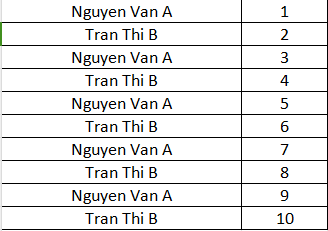 Nguyen Van A 1
Tran Thi B 2
Nguyen Van A 3
Tran Thi B 4
Nguyen Van A 5
Tran Thi B 6
Nguyen Van A 7
Tran Thi B 8
Nguyen Van A 9
Tran Thi B 10